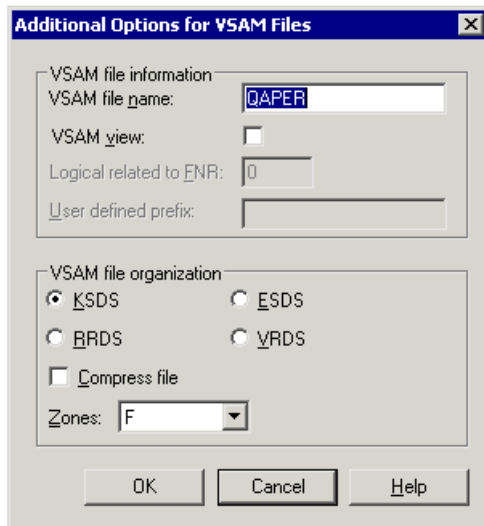 Additional Options for VSAM Files
VSAM file information
VSAM file name: QAPER
VSAM view:
Logical related to FNR: 0
User defined prefix:
VSAM file organization
KSDS ESDS
RRDS VRDS
Compress file
Zones: F
OK Cancel Help